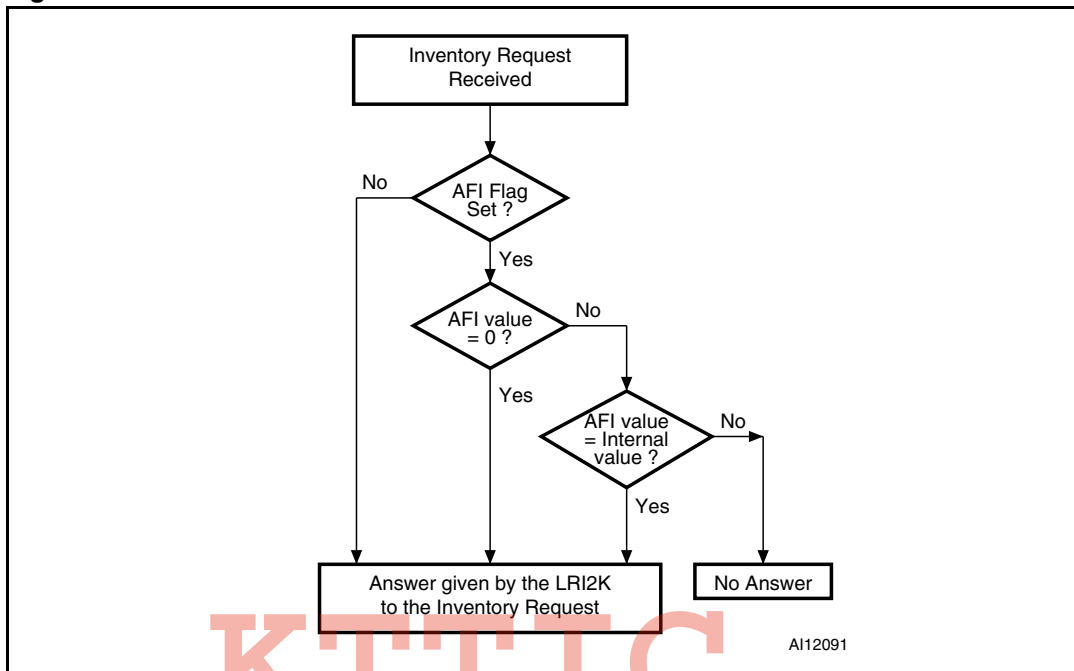 Inventory Request
Received
No
AFI Flag
Set ?
Yes
AFI value
= 0 ?
No
Yes
AFI value
= Internal
value ?
No
Yes
Answer given by the LRI2K
to the Inventory Request
No Answer
AI12091